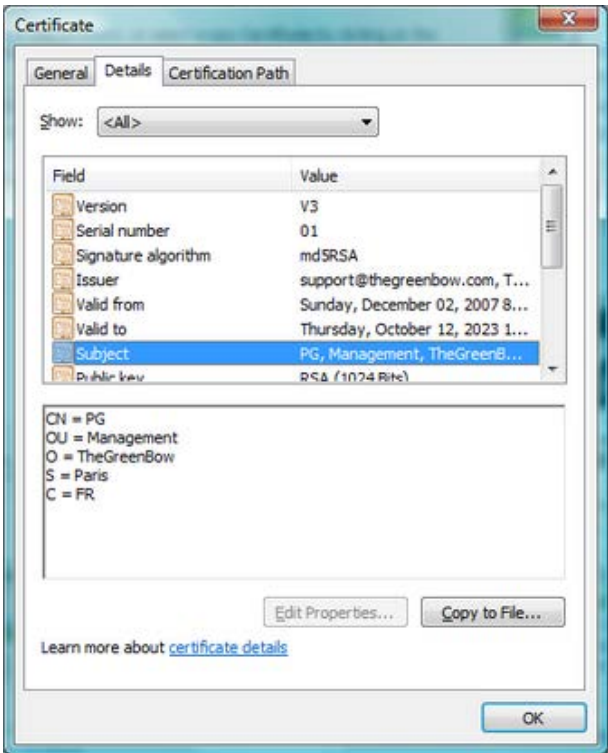 Certificate
General Details Certification Path
Show: <All>
Field Value
Version V3
Serial number 01
Signature algorithm md5RSA
Issuer support@thegreenbow.com, T...
Valid from Sunday, December 02, 2007 8...
Valid to Thursday, October 12, 2023 1...
Subject PG, Management, TheGreenB...
Public key RSA (1024 Bits)
CN = PG
OU = Management
O = TheGreenBow
S = Paris
C = FR
Edit Properties... Copy to File...
Learn more about certificate details
OK